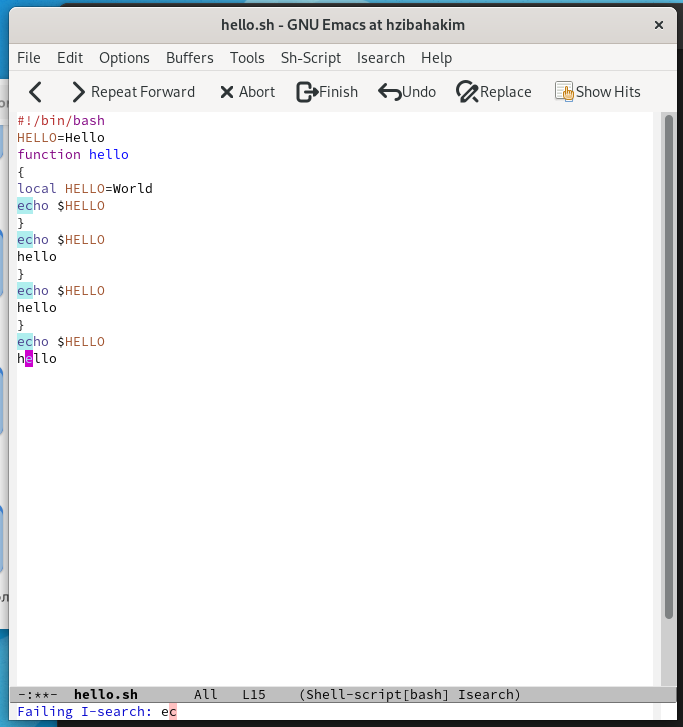 hello.sh - GNU Emacs at hzibahakim
File Edit Options Buffers Tools Sh-Script Isearch Help
Repeat Forward Abort Finish Undo Replace Show Hits
#!/bin/bash
HELLO=Hello
function hello
{
local HELLO=World
echo $HELLO
}
echo $HELLO
hello
}
echo $HELLO
hello
}
echo $HELLO
hello
-:**- hello.sh All L15 (Shell-script[bash] Isearch)
Failing I-search: ec